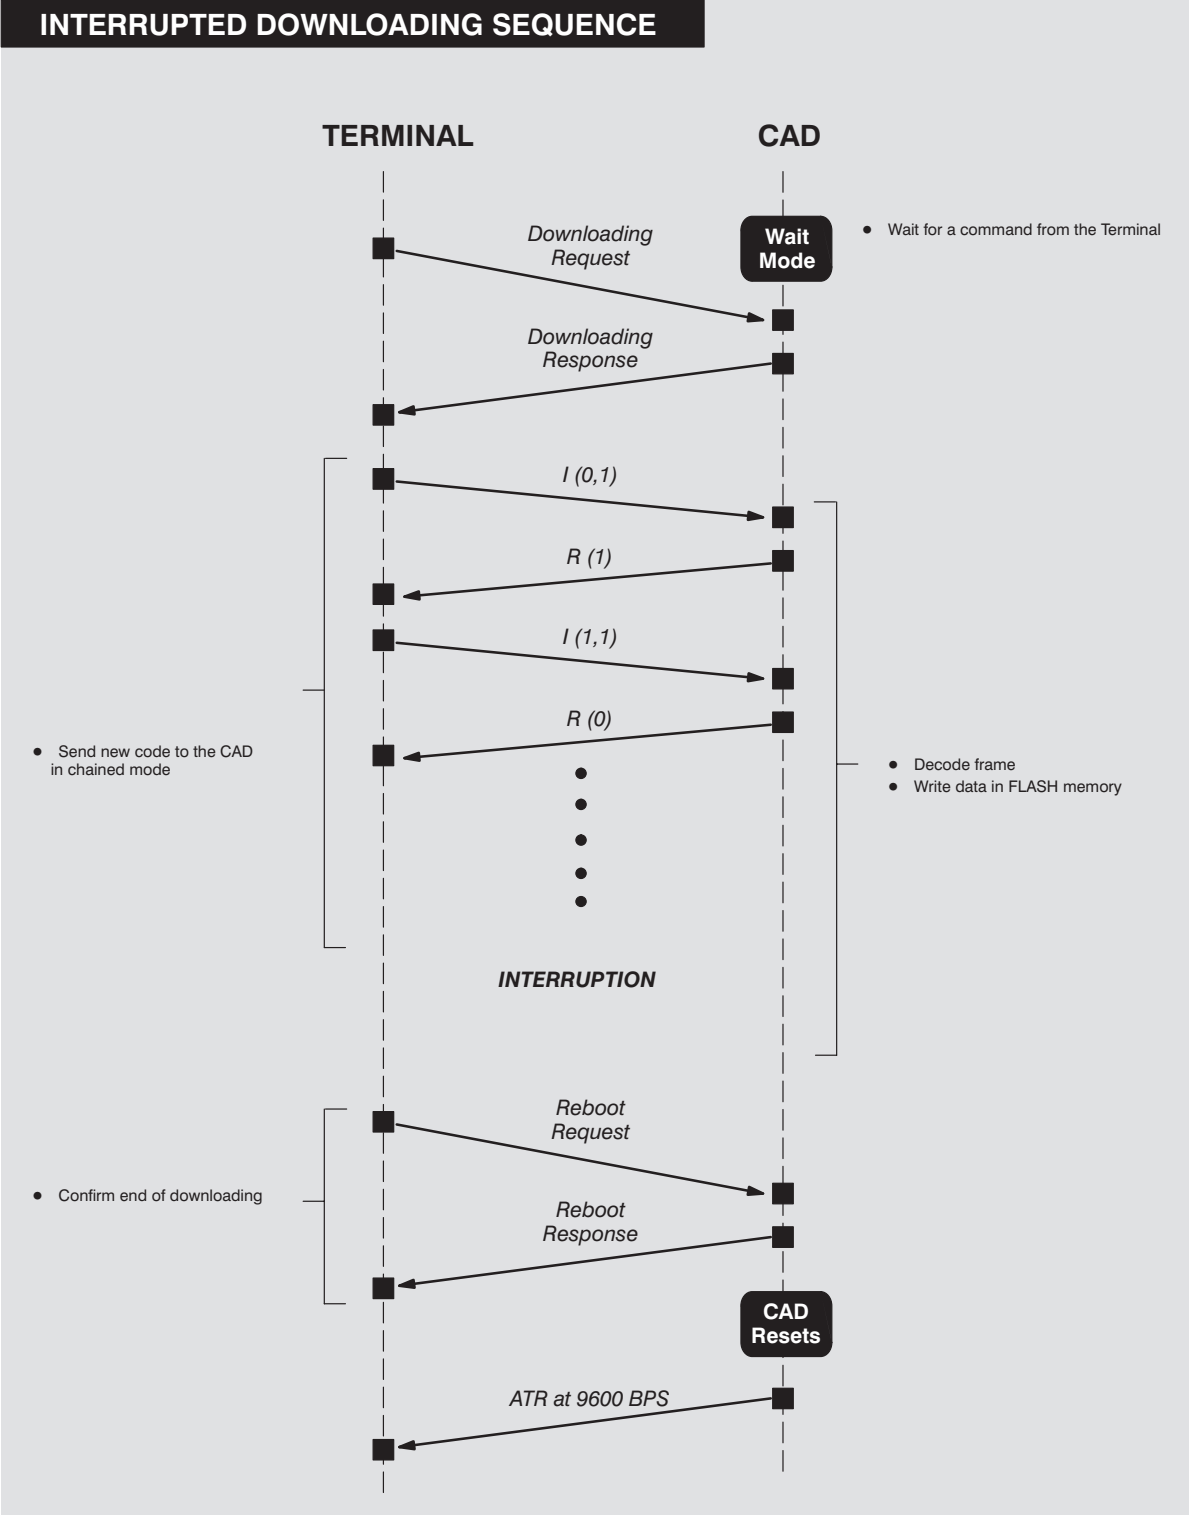 INTERRUPTED DOWNLOADING SEQUENCE
TERMINAL
CAD
Wait
Mode
● Wait for a command from the Terminal
Downloading
Request
Downloading
Response
I (0,1)
R (1)
I (1,1)
R (0)
● Send new code to the CAD
in chained mode
● Decode frame
● Write data in FLASH memory
INTERRUPTION
Reboot
Request
● Confirm end of downloading
Reboot
Response
CAD
Resets
ATR at 9600 BPS